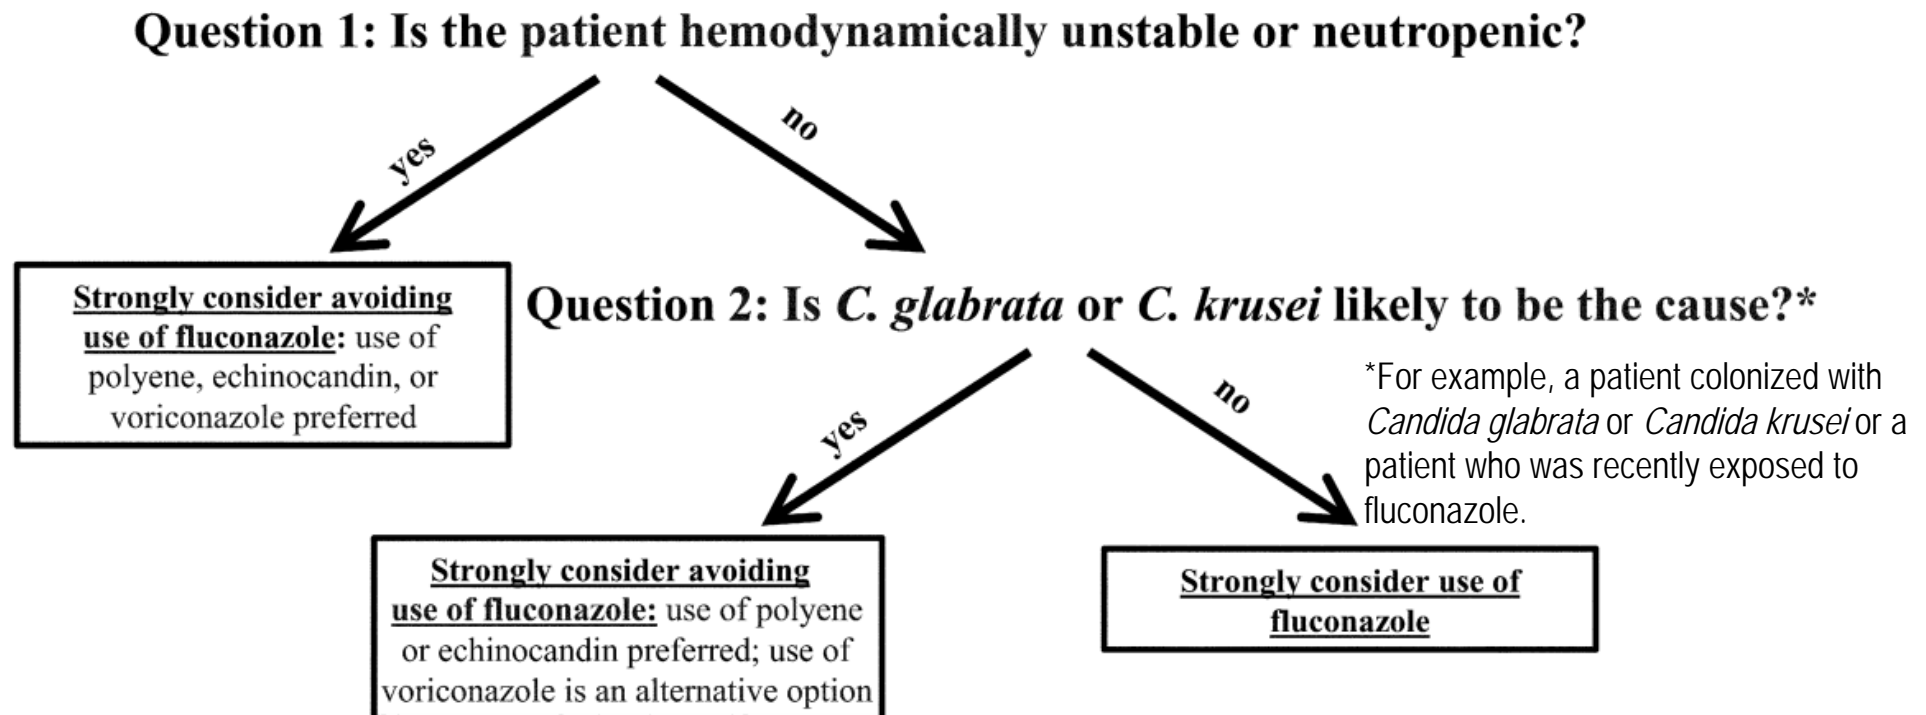 Question 1: Is the patient hemodynamically unstable or neutropenic?
yes
no
Strongly consider avoiding
use of fluconazole: use of
polyene, echinocandin, or
voriconazole preferred
Question 2: Is C. glabrata or C. krusei likely to be the cause?*
yes
no
*For example, a patient colonized with
Candida glabrata or Candida krusei or a
patient who was recently exposed to
fluconazole.
Strongly consider avoiding
use of fluconazole: use of polyene
or echinocandin preferred; use of
voriconazole is an alternative option
Strongly consider use of
fluconazole